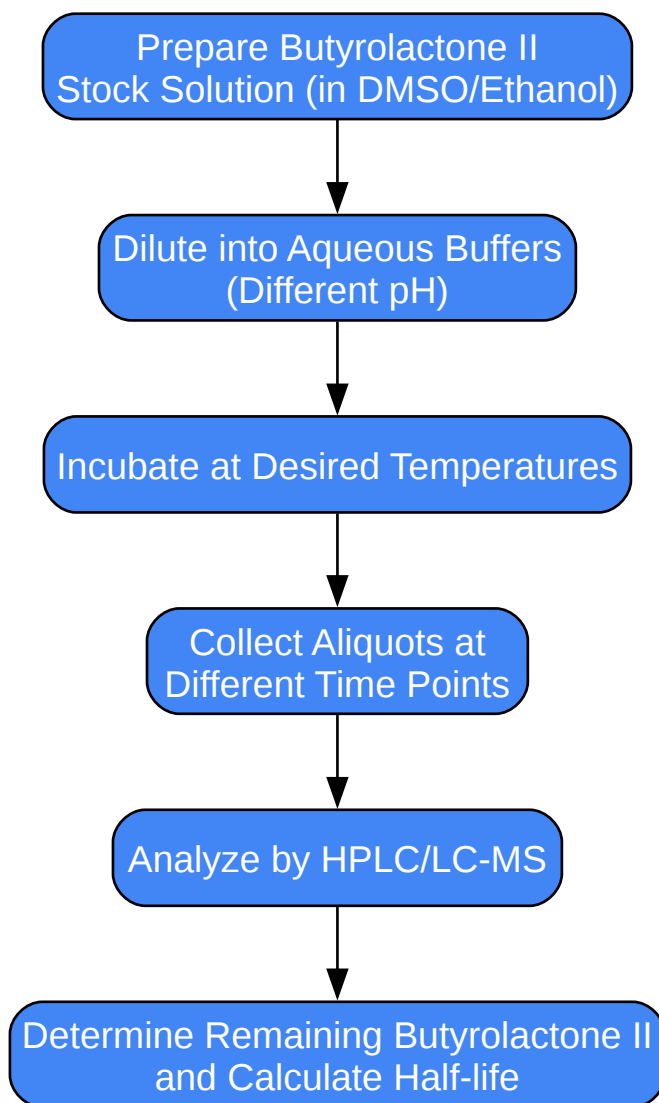 Prepare Butyrolactone II
Stock Solution (in DMSO/Ethanol)
Dilute into Aqueous Buffers
(Different pH)
Incubate at Desired Temperatures
Collect Aliquots at
Different Time Points
Analyze by HPLC/LC-MS
Determine Remaining Butyrolactone II
and Calculate Half-life